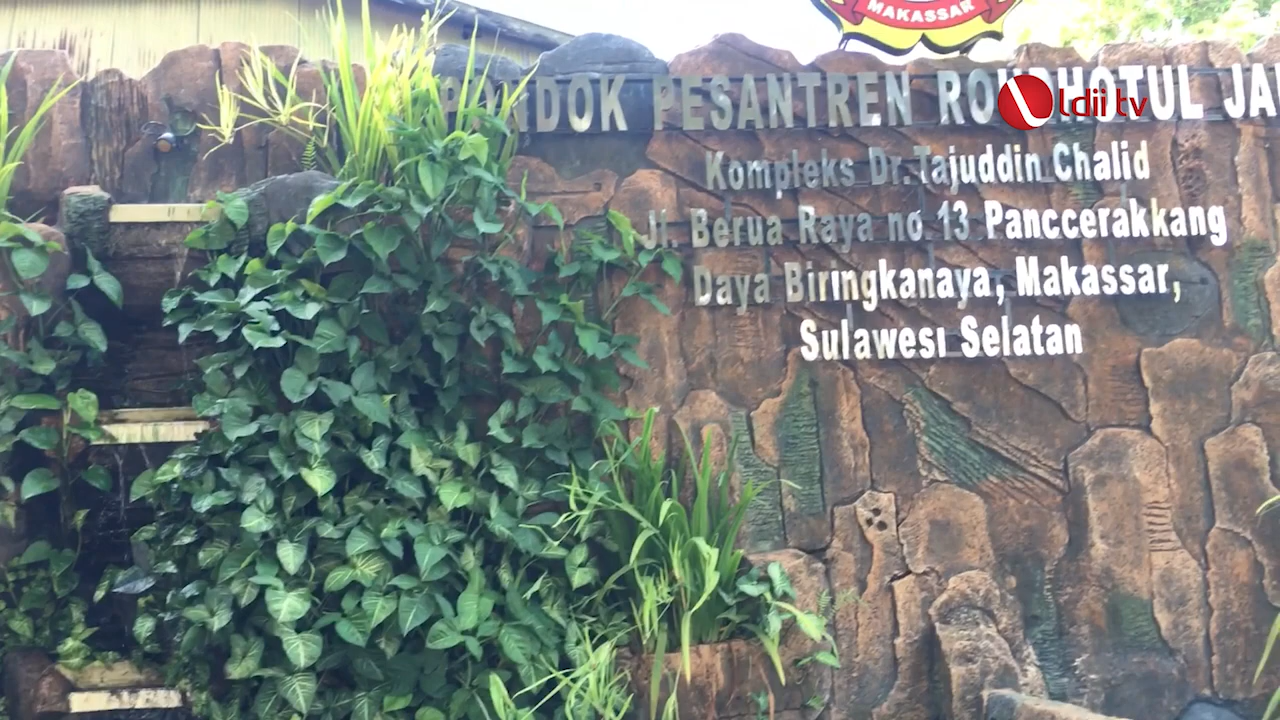 MAKASSAR
PONDOK PESANTREN ROUDHOTUL JA
ldii tv
Kompleks Dr. Tajuddin Chalid
Jl. Berua Raya no. 13 Panccerakkang
Daya Biringkanaya, Makassar,
Sulawesi Selatan